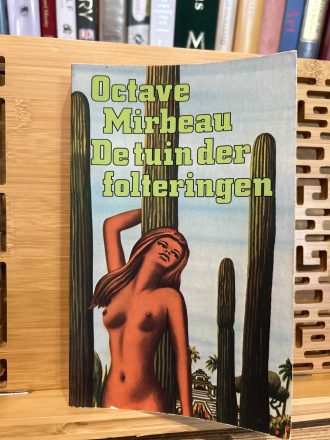 Octave
Mirbeau
De tuin der
folteringen